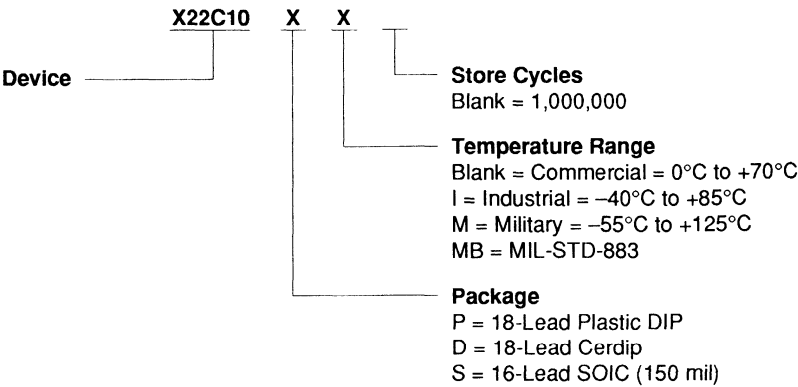 X22C10 X X
Device
Store Cycles
Blank = 1,000,000
Temperature Range
Blank = Commercial = 0°C to +70°C
I = Industrial = –40°C to +85°C
M = Military = –55°C to +125°C
MB = MIL-STD-883
Package
P = 18-Lead Plastic DIP
D = 18-Lead Cerdip
S = 16-Lead SOIC (150 mil)